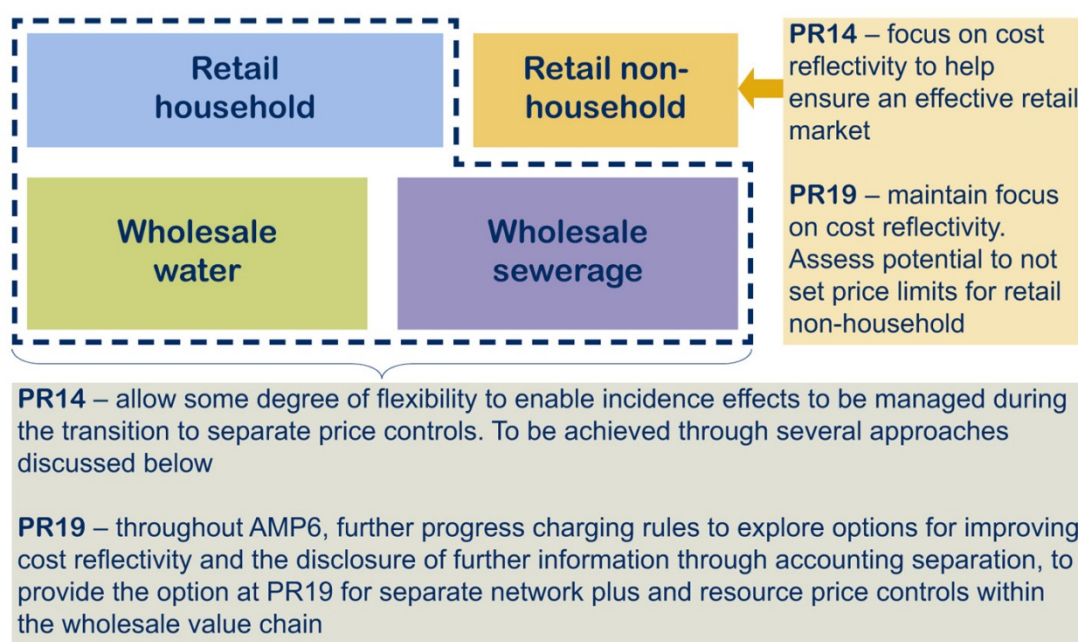 Retail
household
Retail non-
household
PR14 – focus on cost
reflectivity to help
ensure an effective retail
market
PR19 – maintain focus
on cost reflectivity.
Assess potential to not
set price limits for retail
non-household
Wholesale
water
Wholesale
sewerage
PR14 – allow some degree of flexibility to enable incidence effects to be managed during
the transition to separate price controls. To be achieved through several approaches
discussed below
PR19 – throughout AMP6, further progress charging rules to explore options for improving
cost reflectivity and the disclosure of further information through accounting separation, to
provide the option at PR19 for separate network plus and resource price controls within
the wholesale value chain